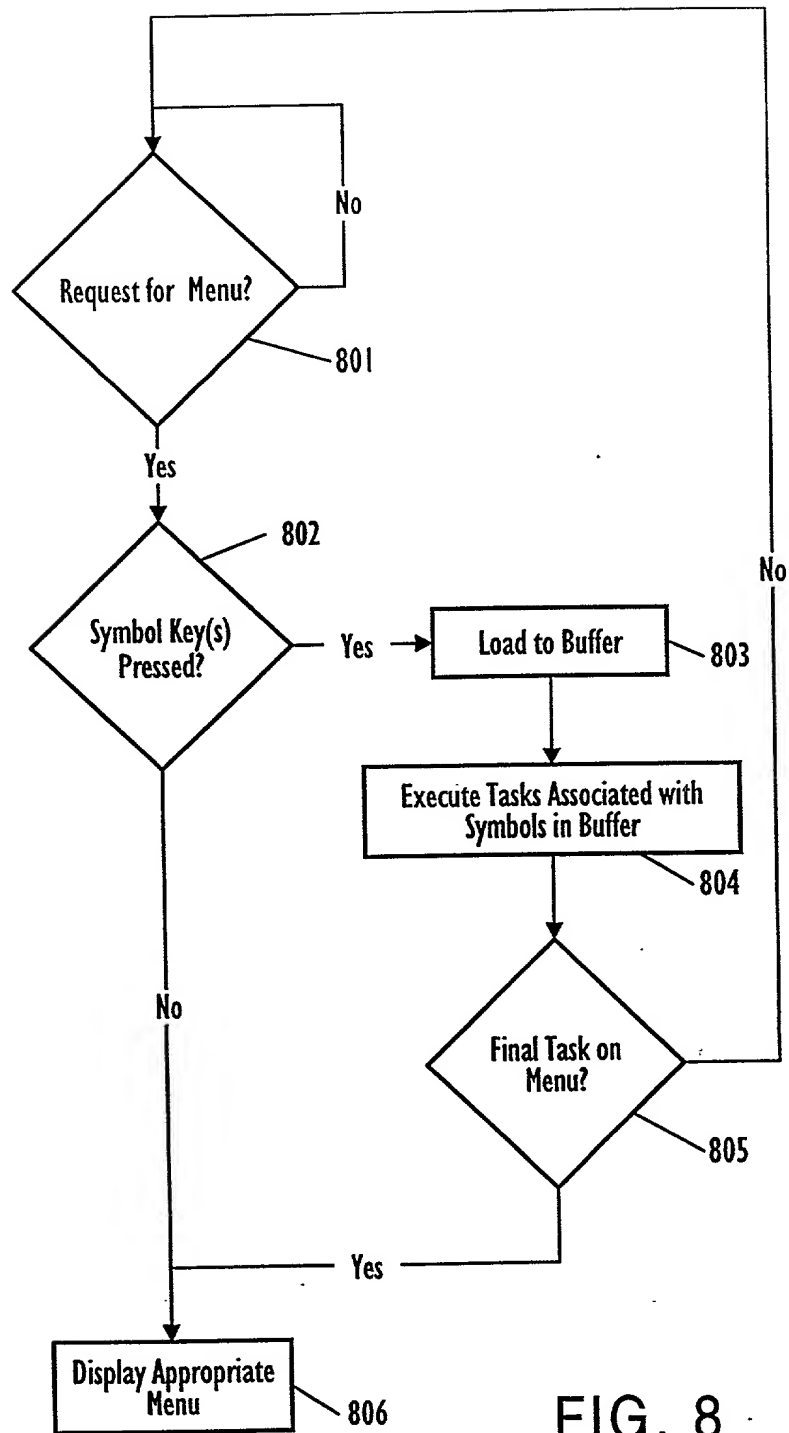 No
Request for Menu?
801
Yes
802
No
Symbol Key(s)
Pressed?
Yes
Load to Buffer
803
Execute Tasks Associated with
Symbols in Buffer
804
No
Final Task on
Menu?
805
Yes
Display Appropriate
Menu
806
FIG. 8